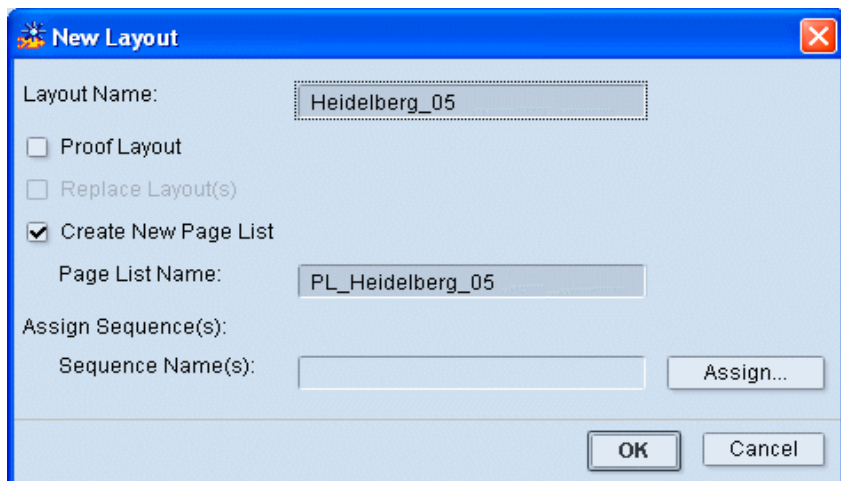 New Layout
Layout Name: Heidelberg_05
Proof Layout
Replace Layout(s)
Create New Page List
Page List Name: PL_Heidelberg_05
Assign Sequence(s):
Sequence Name(s): Assign...
OK Cancel